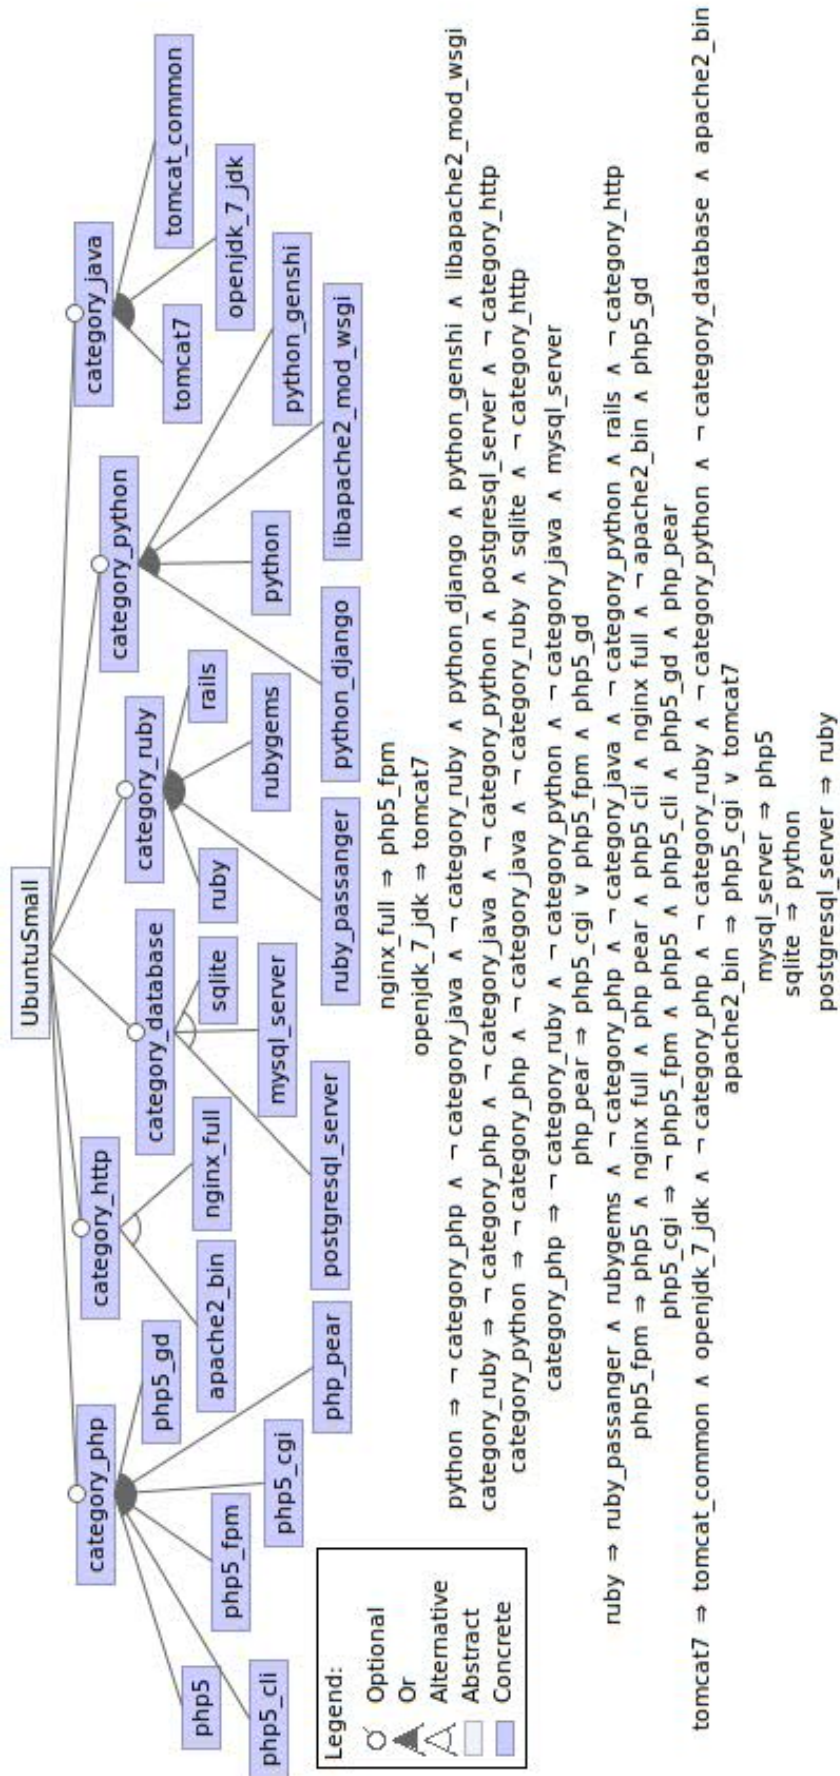 UbuntuSmall
category_php
category_http
category_database
category_ruby
category_python
category_java
php5
php5_cli
php5_fpm
php5_cgi
php_pear
php5_gd
apache2_bin
nginx_full
postgresql_server
mysql_server
sqlite
ruby
ruby_passanger
rubygems
rails
python_django
python
libapache2_mod_wsgi
python_genshi
tomcat7
openjdk_7_jdk
tomcat_common
Legend:
Optional
Or
Alternative
Abstract
Concrete
nginx_full ⇒ php5_fpm
openjdk_7_jdk ⇒ tomcat7
python ⇒ ¬ category_php ∧ ¬ category_java ∧ ¬ category_ruby ∧ python_django ∧ python_genshi ∧ libapache2_mod_wsgi
category_ruby ⇒ ¬ category_php ∧ ¬ category_java ∧ ¬ category_python ∧ postgresql_server ∧ ¬ category_http
category_python ⇒ ¬ category_php ∧ ¬ category_java ∧ ¬ category_ruby ∧ sqlite ∧ ¬ category_http
category_php ⇒ ¬ category_ruby ∧ ¬ category_python ∧ ¬ category_java ∧ mysql_server
php_pear ⇒ php5_cgi ∨ php5_fpm ∧ php5_gd
ruby ⇒ ruby_passanger ∧ rubygems ∧ ¬ category_php ∧ ¬ category_java ∧ ¬ category_python ∧ rails ∧ ¬ category_http
php5_fpm ⇒ php5 ∧ nginx_full ∧ php_pear ∧ php5_cli ∧ nginx_full ∧ ¬ apache2_bin ∧ php5_gd
php5_cgi ⇒ ¬ php5_fpm ∧ php5 ∧ php5_cli ∧ php5_gd ∧ php_pear
tomcat7 ⇒ tomcat_common ∧ openjdk_7_jdk ∧ ¬ category_php ∧ ¬ category_ruby ∧ ¬ category_python ∧ ¬ category_database ∧ apache2_bin
apache2_bin ⇒ php5_cgi ∨ tomcat7
mysql_server ⇒ php5
sqlite ⇒ python
postgresql_server ⇒ ruby